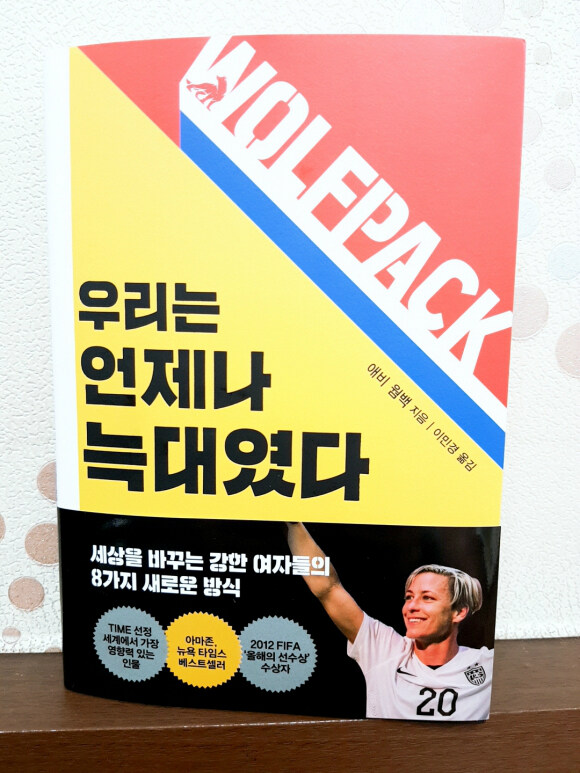 WOLFPACK
우리는
언제나
늑대였다
애비 웜백 지음 | 이민경 옮김
세상을 바꾸는 강한 여자들의
8가지 새로운 방식
TIME 선정
세계에서 가장
영향력 있는
인물
아마존,
뉴욕 타임스
베스트셀러
2012 FIFA
'올해의 선수상'
수상자
20